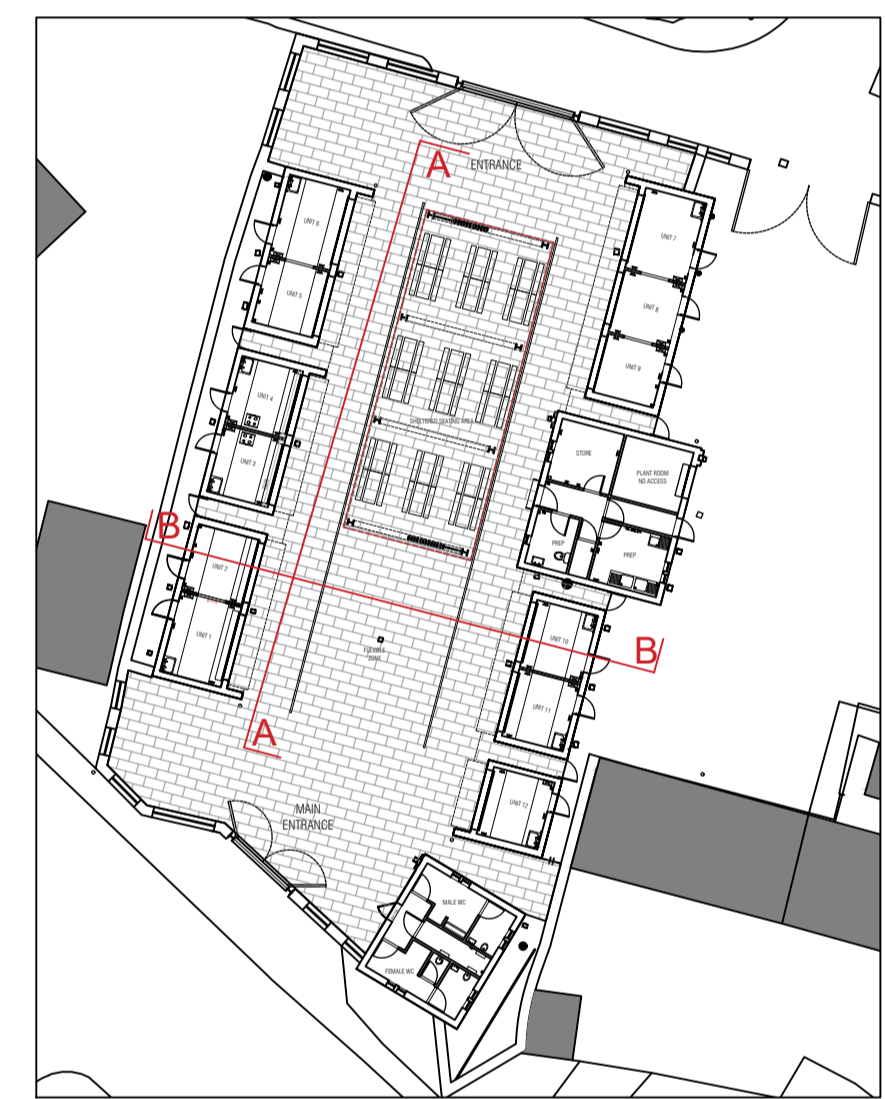 A
ENTRANCE
UNIT 6
UNIT 7
UNIT 5
UNIT 8
UNIT 9
UNIT 4
SHELTERED SEATING AREA
UNIT 3
STORE
PLANT ROOM
NO ACCESS
B
PREP
PREP
UNIT 2
UNIT 1
UNIT 10
FLEXIBLE
ZONE
B
UNIT 11
A
MAIN
ENTRANCE
UNIT 12
MALE WC
FEMALE WC